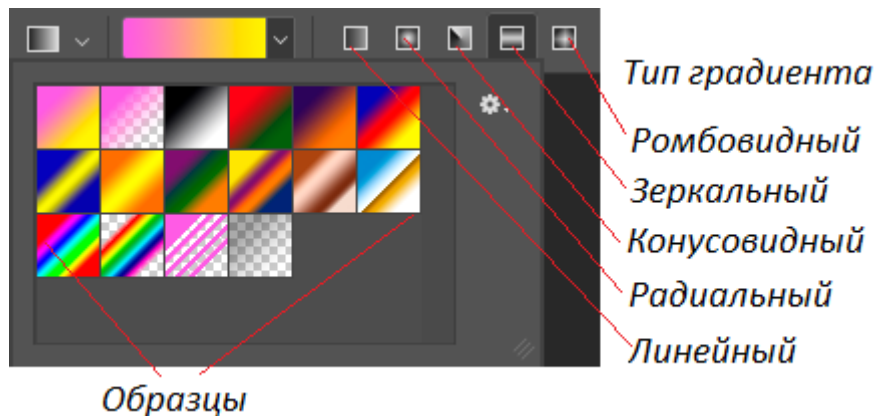 Тип градиента
Ромбовидный
Зеркальный
Конусовидный
Радиальный
Линейный
Образцы